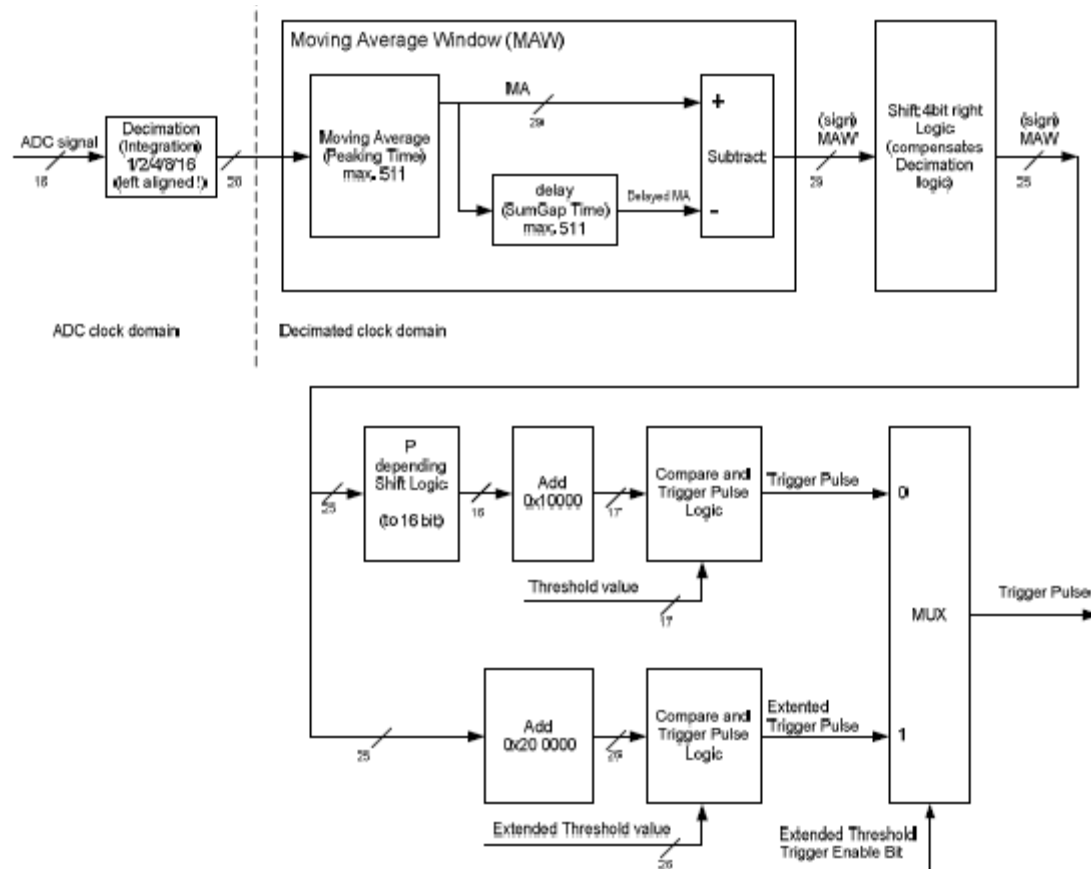 Moving Average Window (MAW)
ADC signal
16
Decimation
(Integration)
1/2/4/8/16
(left aligned !)
20
Moving Average
(Peaking Time)
max. 511
MA
29
delay
(SumGap Time)
max. 511
Delayed MA
+
Subtract
-
(sign)
MAW
29
Shift 4bit right
Logic
(compensates
Decimation
logic)
(sign)
MAW
25
ADC clock domain
Decimated clock domain
25
P
depending
Shift Logic
(to 16 bit)
16
Add
0x10000
17
Compare and
Trigger Pulse
Logic
Trigger Pulse
0
Threshold value
17
MUX
Trigger Pulse
25
Add
0x20 0000
26
Compare and
Trigger Pulse
Logic
Extented
Trigger Pulse
1
Extended Threshold value
26
Extended Threshold
Trigger Enable Bit